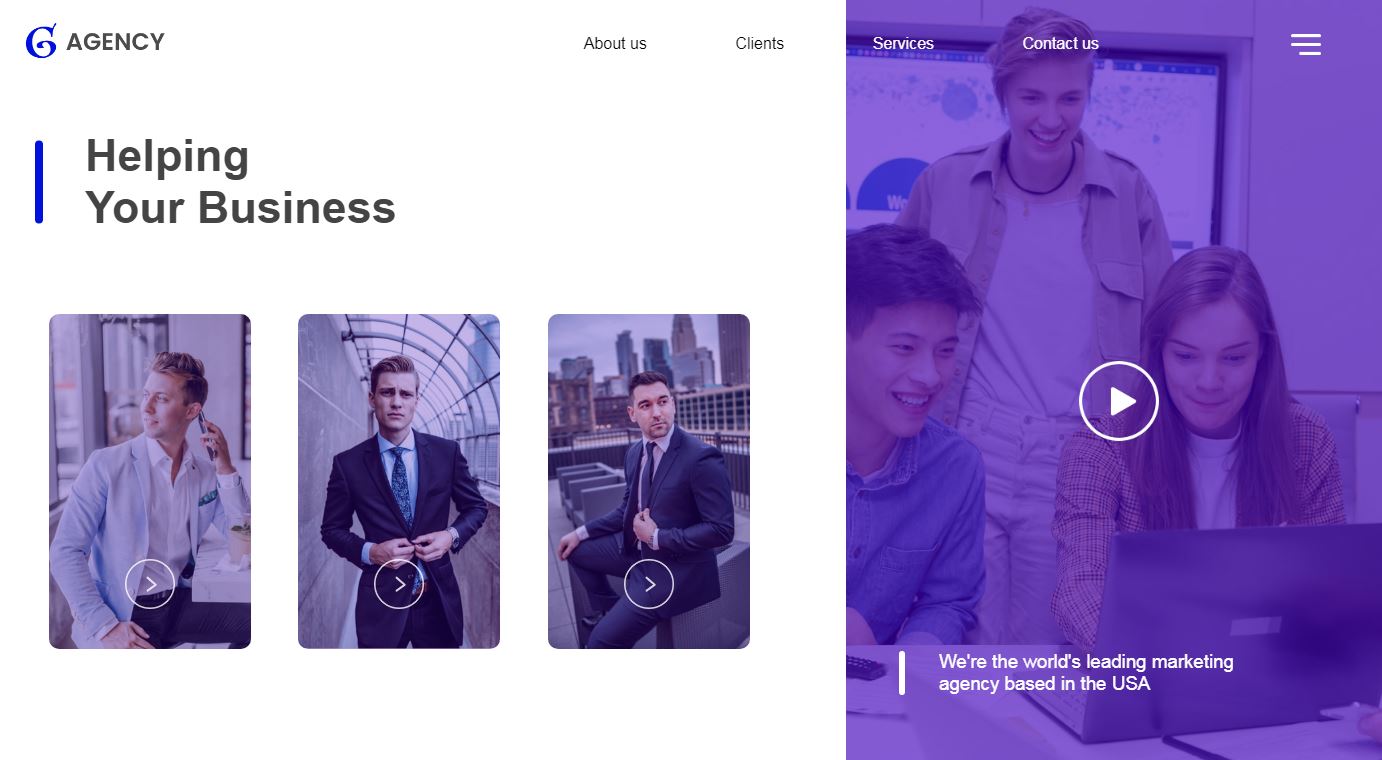 G AGENCY
About us
Clients
Services
Contact us
Helping
Your Business
We're the world's leading marketing
agency based in the USA